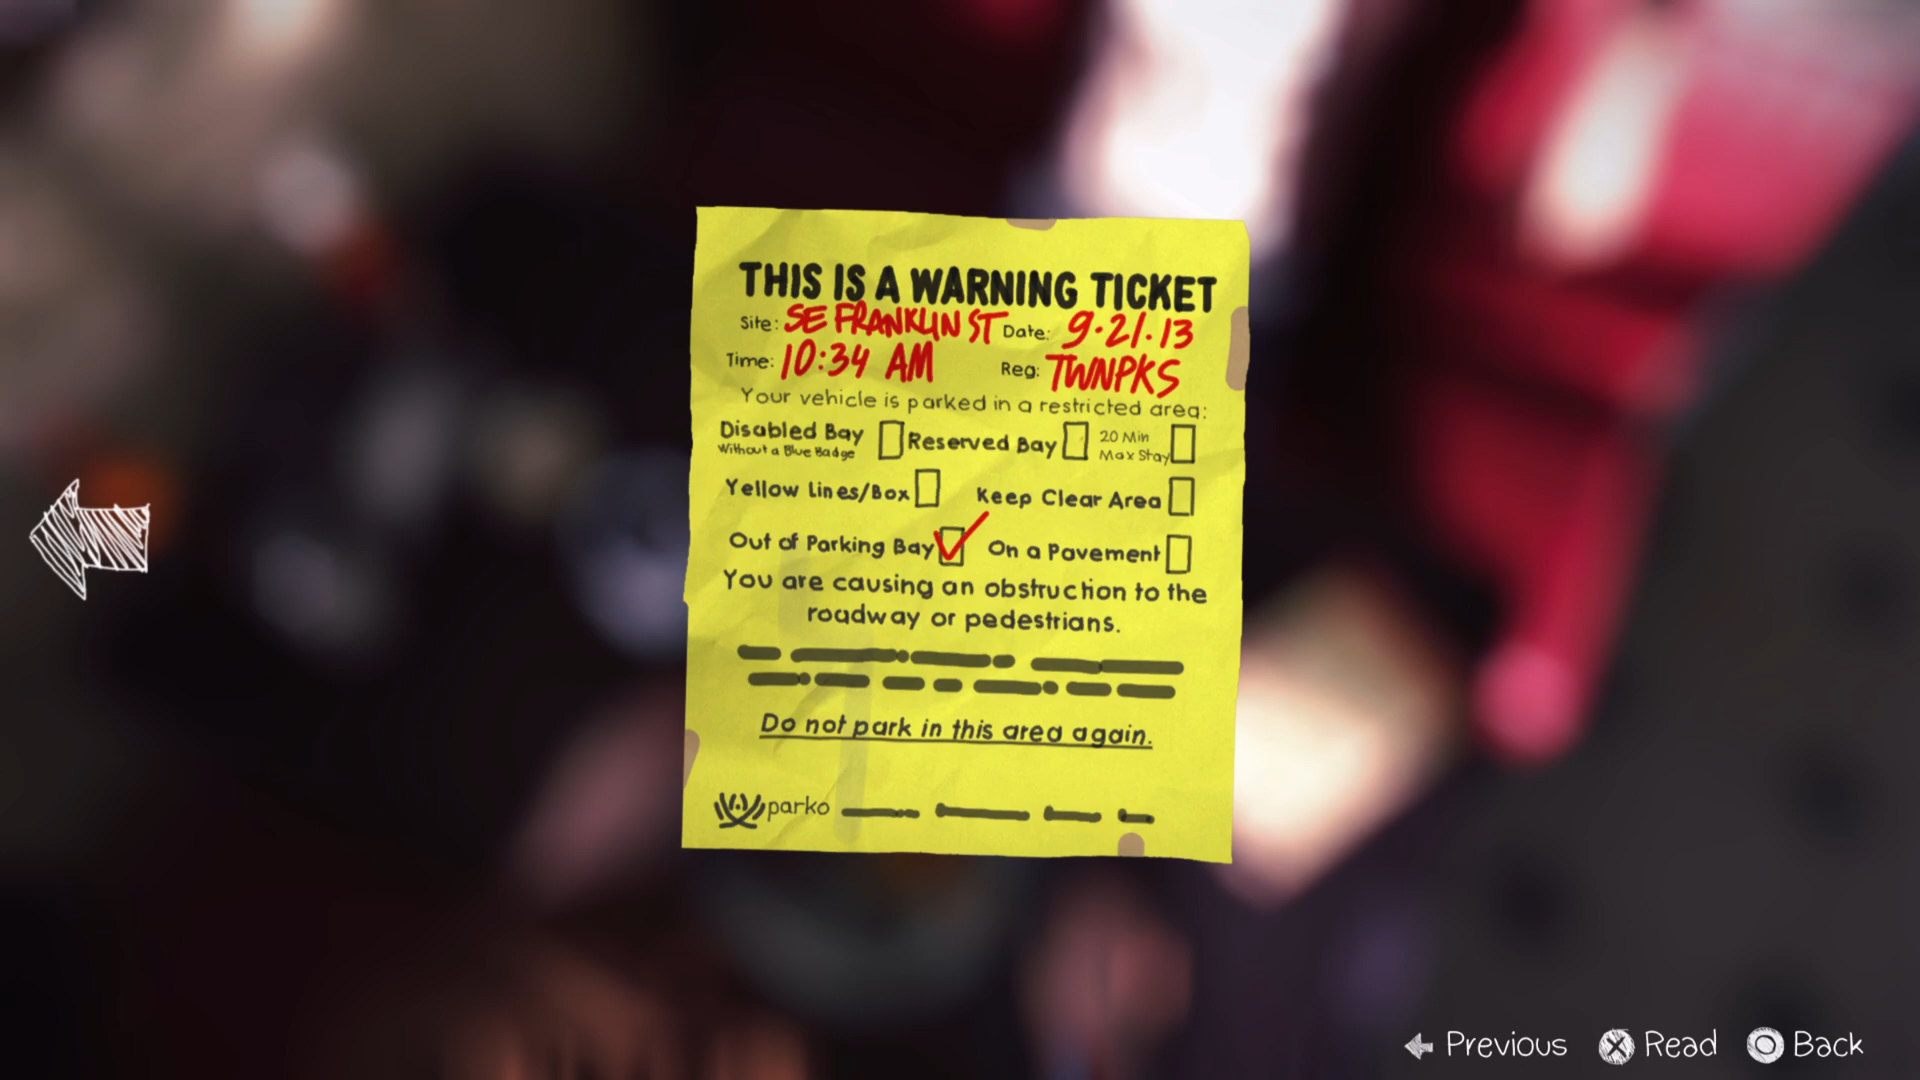 THIS IS A WARNING TICKET
Site: SE FRANKLIN ST Date: 9.21.13
Time: 10:34 AM Reg: TWNPKS
Your vehicle is parked in a restricted area:
Disabled Bay Reserved Bay 20 Min
Without a Blue Badge Max Stay
Yellow Lines/Box Keep Clear Area
Out of Parking Bay On a Pavement
You are causing an obstruction to the
roadway or pedestrians.
Do not park in this area again.
parko
Previous Read Back